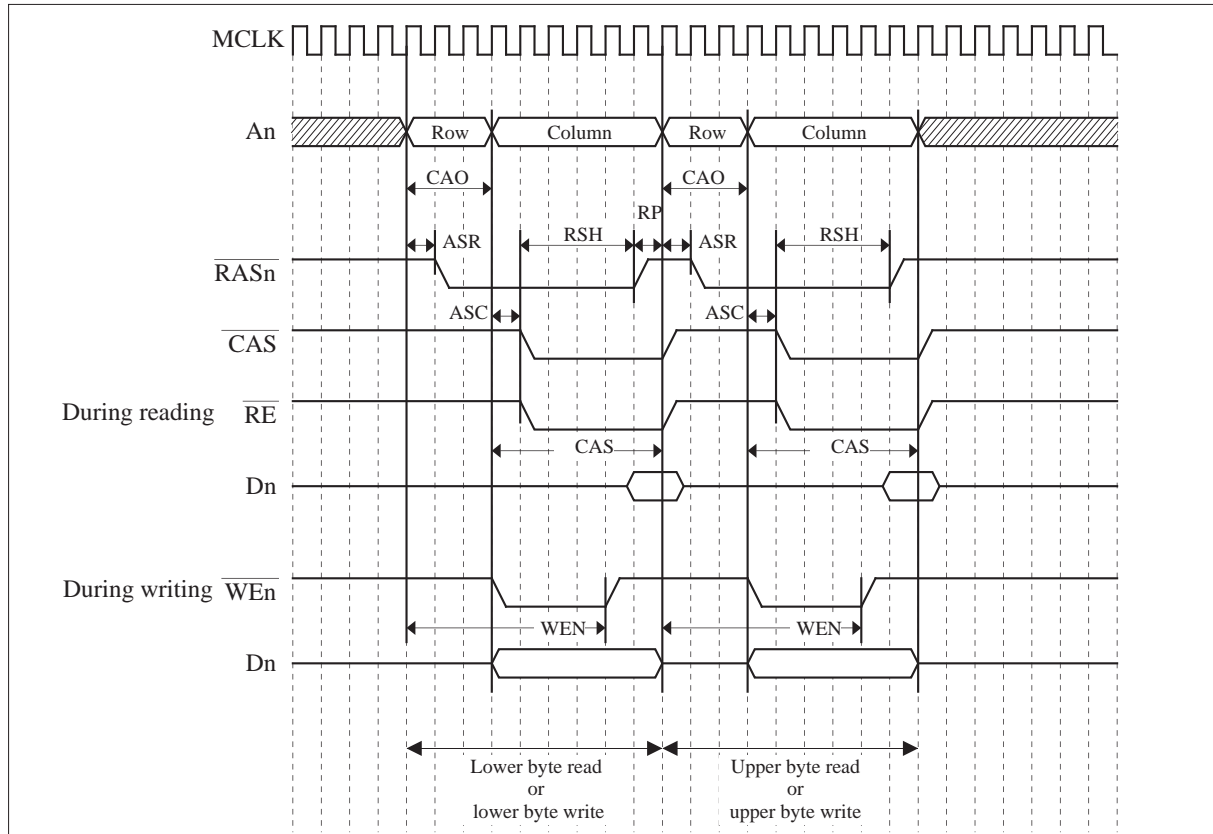 MCLK
An Row Column Row Column
CAO CAO
RP
ASR RSH ASR RSH
RASn
ASC ASC
CAS
During reading RE
CAS CAS
Dn
During writing WEn
WEN WEN
Dn
Lower byte read Upper byte read
or or
lower byte write upper byte write